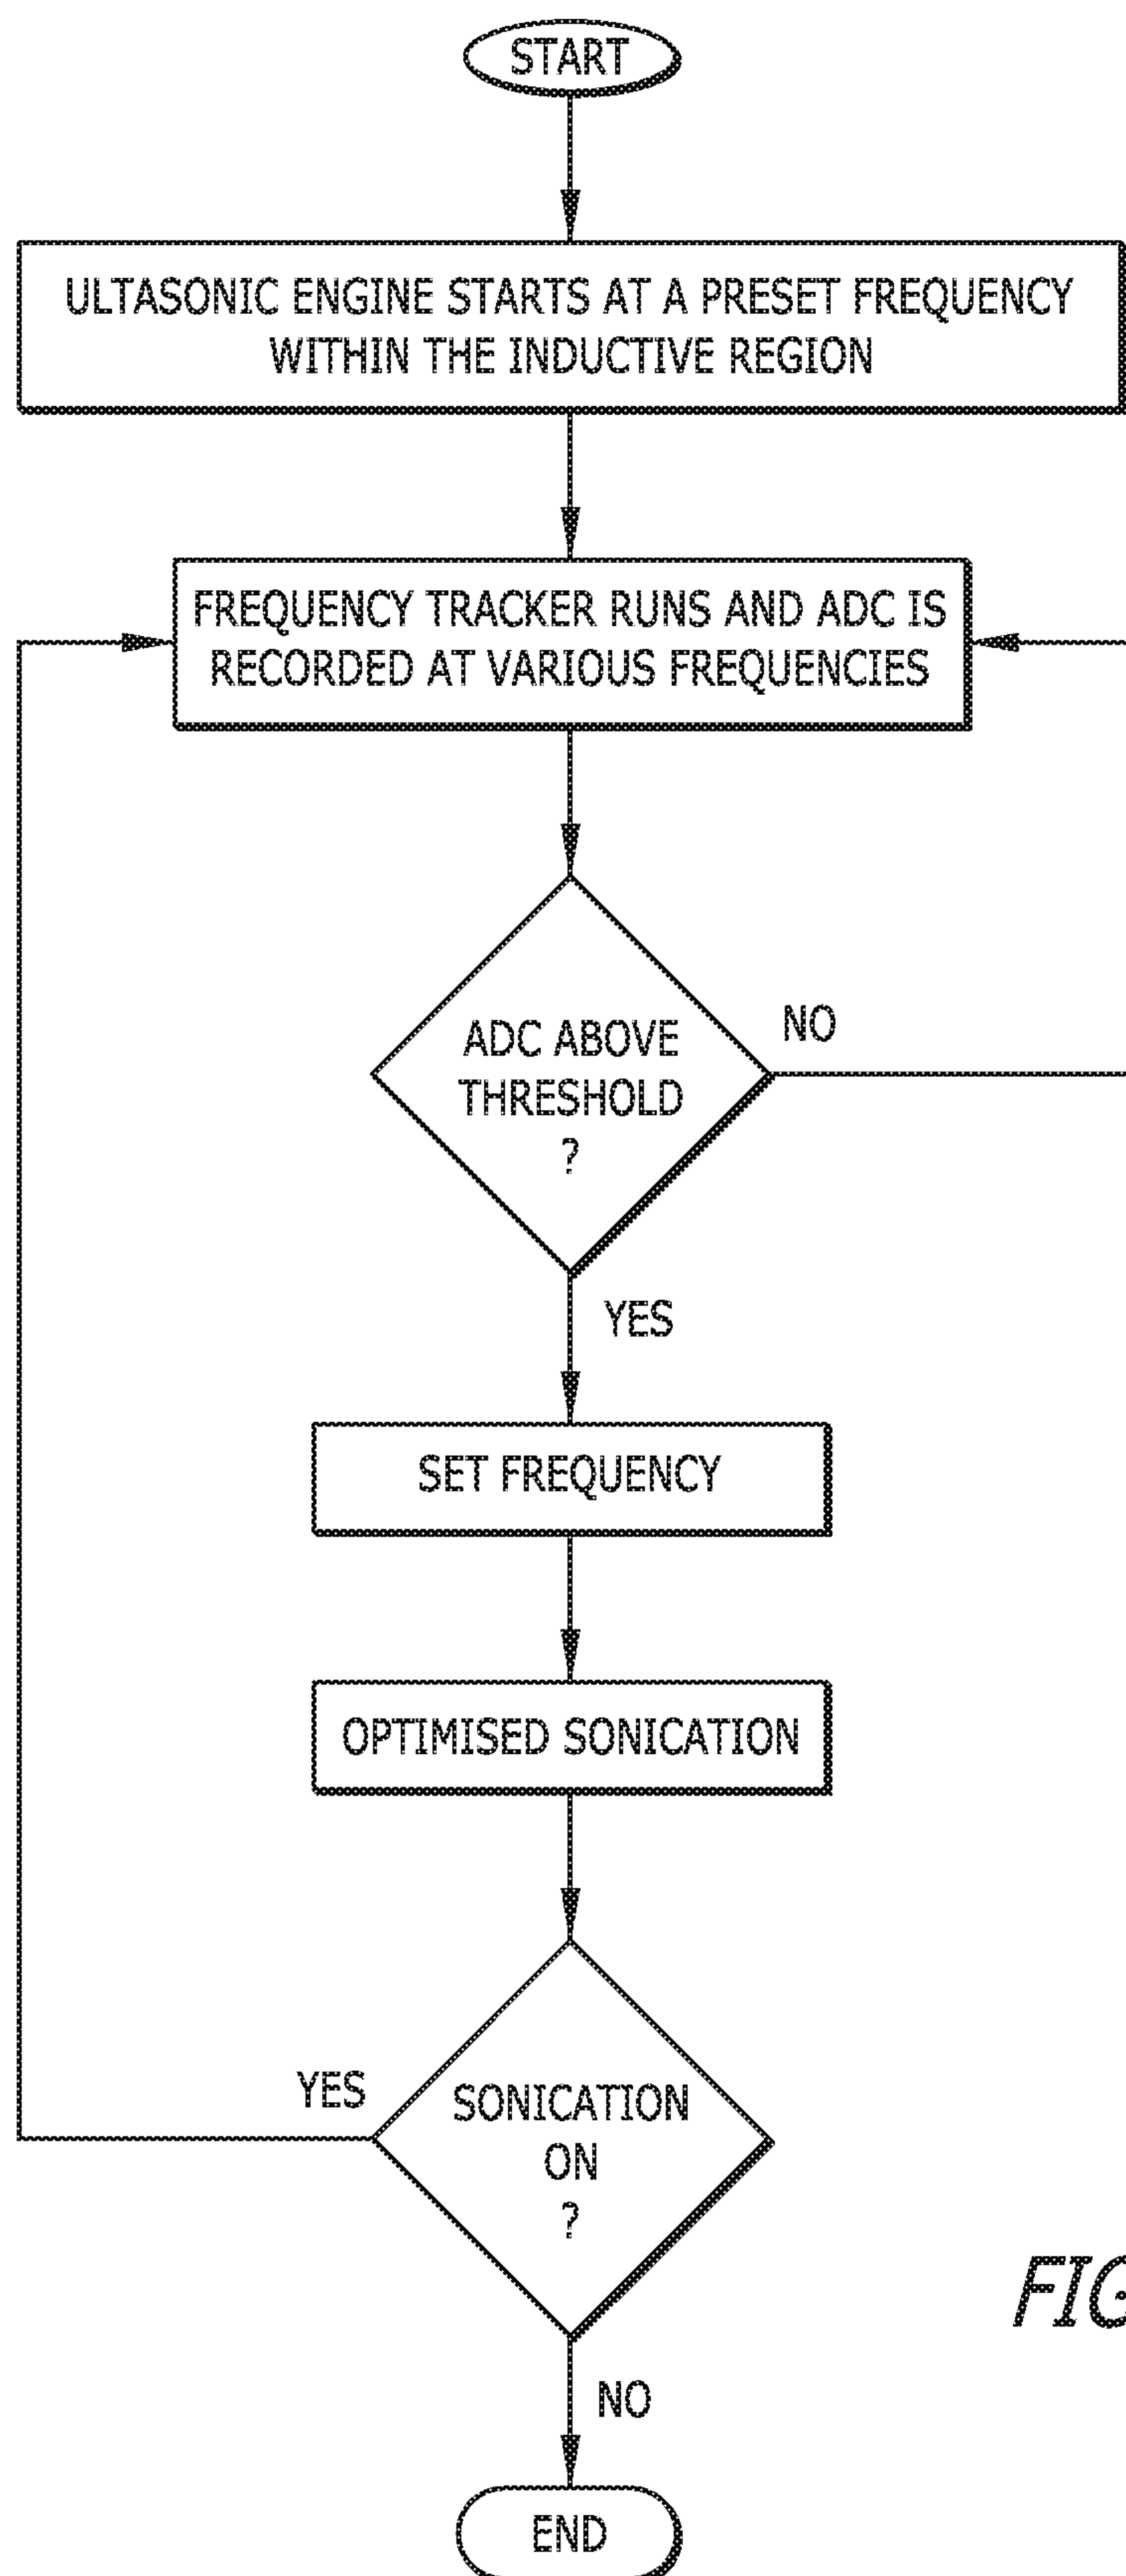 START
ULTASONIC ENGINE STARTS AT A PRESET FREQUENCY
WITHIN THE INDUCTIVE REGION
FREQUENCY TRACKER RUNS AND ADC IS
RECORDED AT VARIOUS FREQUENCIES
ADC ABOVE
THRESHOLD
?
NO
YES
SET FREQUENCY
OPTIMISED SONICATION
SONICATION
ON
?
YES
NO
FIG
END